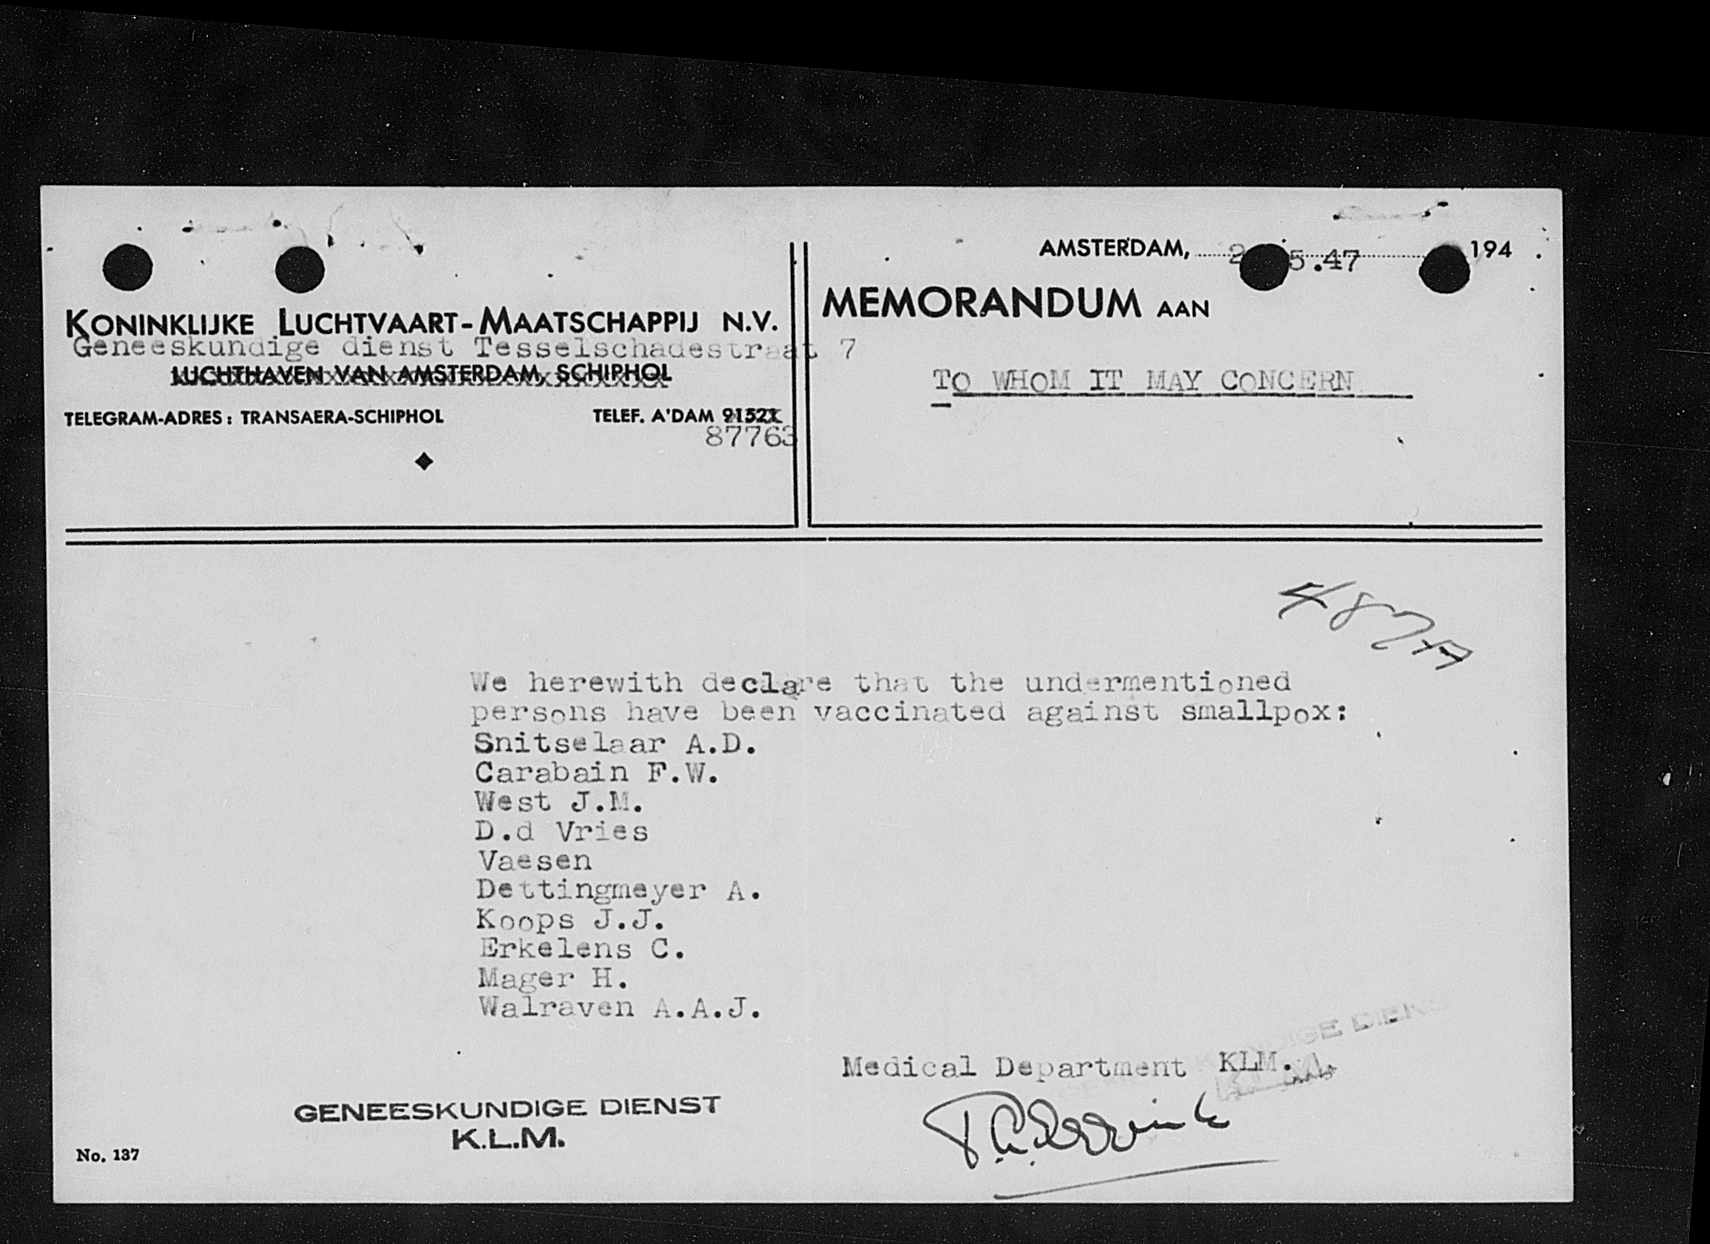 AMSTERDAM, 2 5.47 194
KONINKLIJKE LUCHTVAART-MAATSCHAPPIJ N.V.
Geneeskundige dienst Tesselschadestraat 7
LUCHTHAVEN VAN AMSTERDAM, SCHIPHOL
TELEGRAM-ADRES: TRANSAERA-SCHIPHOL TELEF. A'DAM 91521
87763
MEMORANDUM AAN
TO WHOM IT MAY CONCERN
487A
We herewith declare that the undermentioned
persons have been vaccinated against smallpox:
Snitselaar A.D.
Carabain F.W.
West J.M.
D.d Vries
Vaesen
Dettingmeyer A.
Koops J.J.
Erkelens C.
Mager H.
Walraven A.A.J.
Medical Department KLM.
GENEESKUNDIGE DIENST
K.L.M.
No. 137